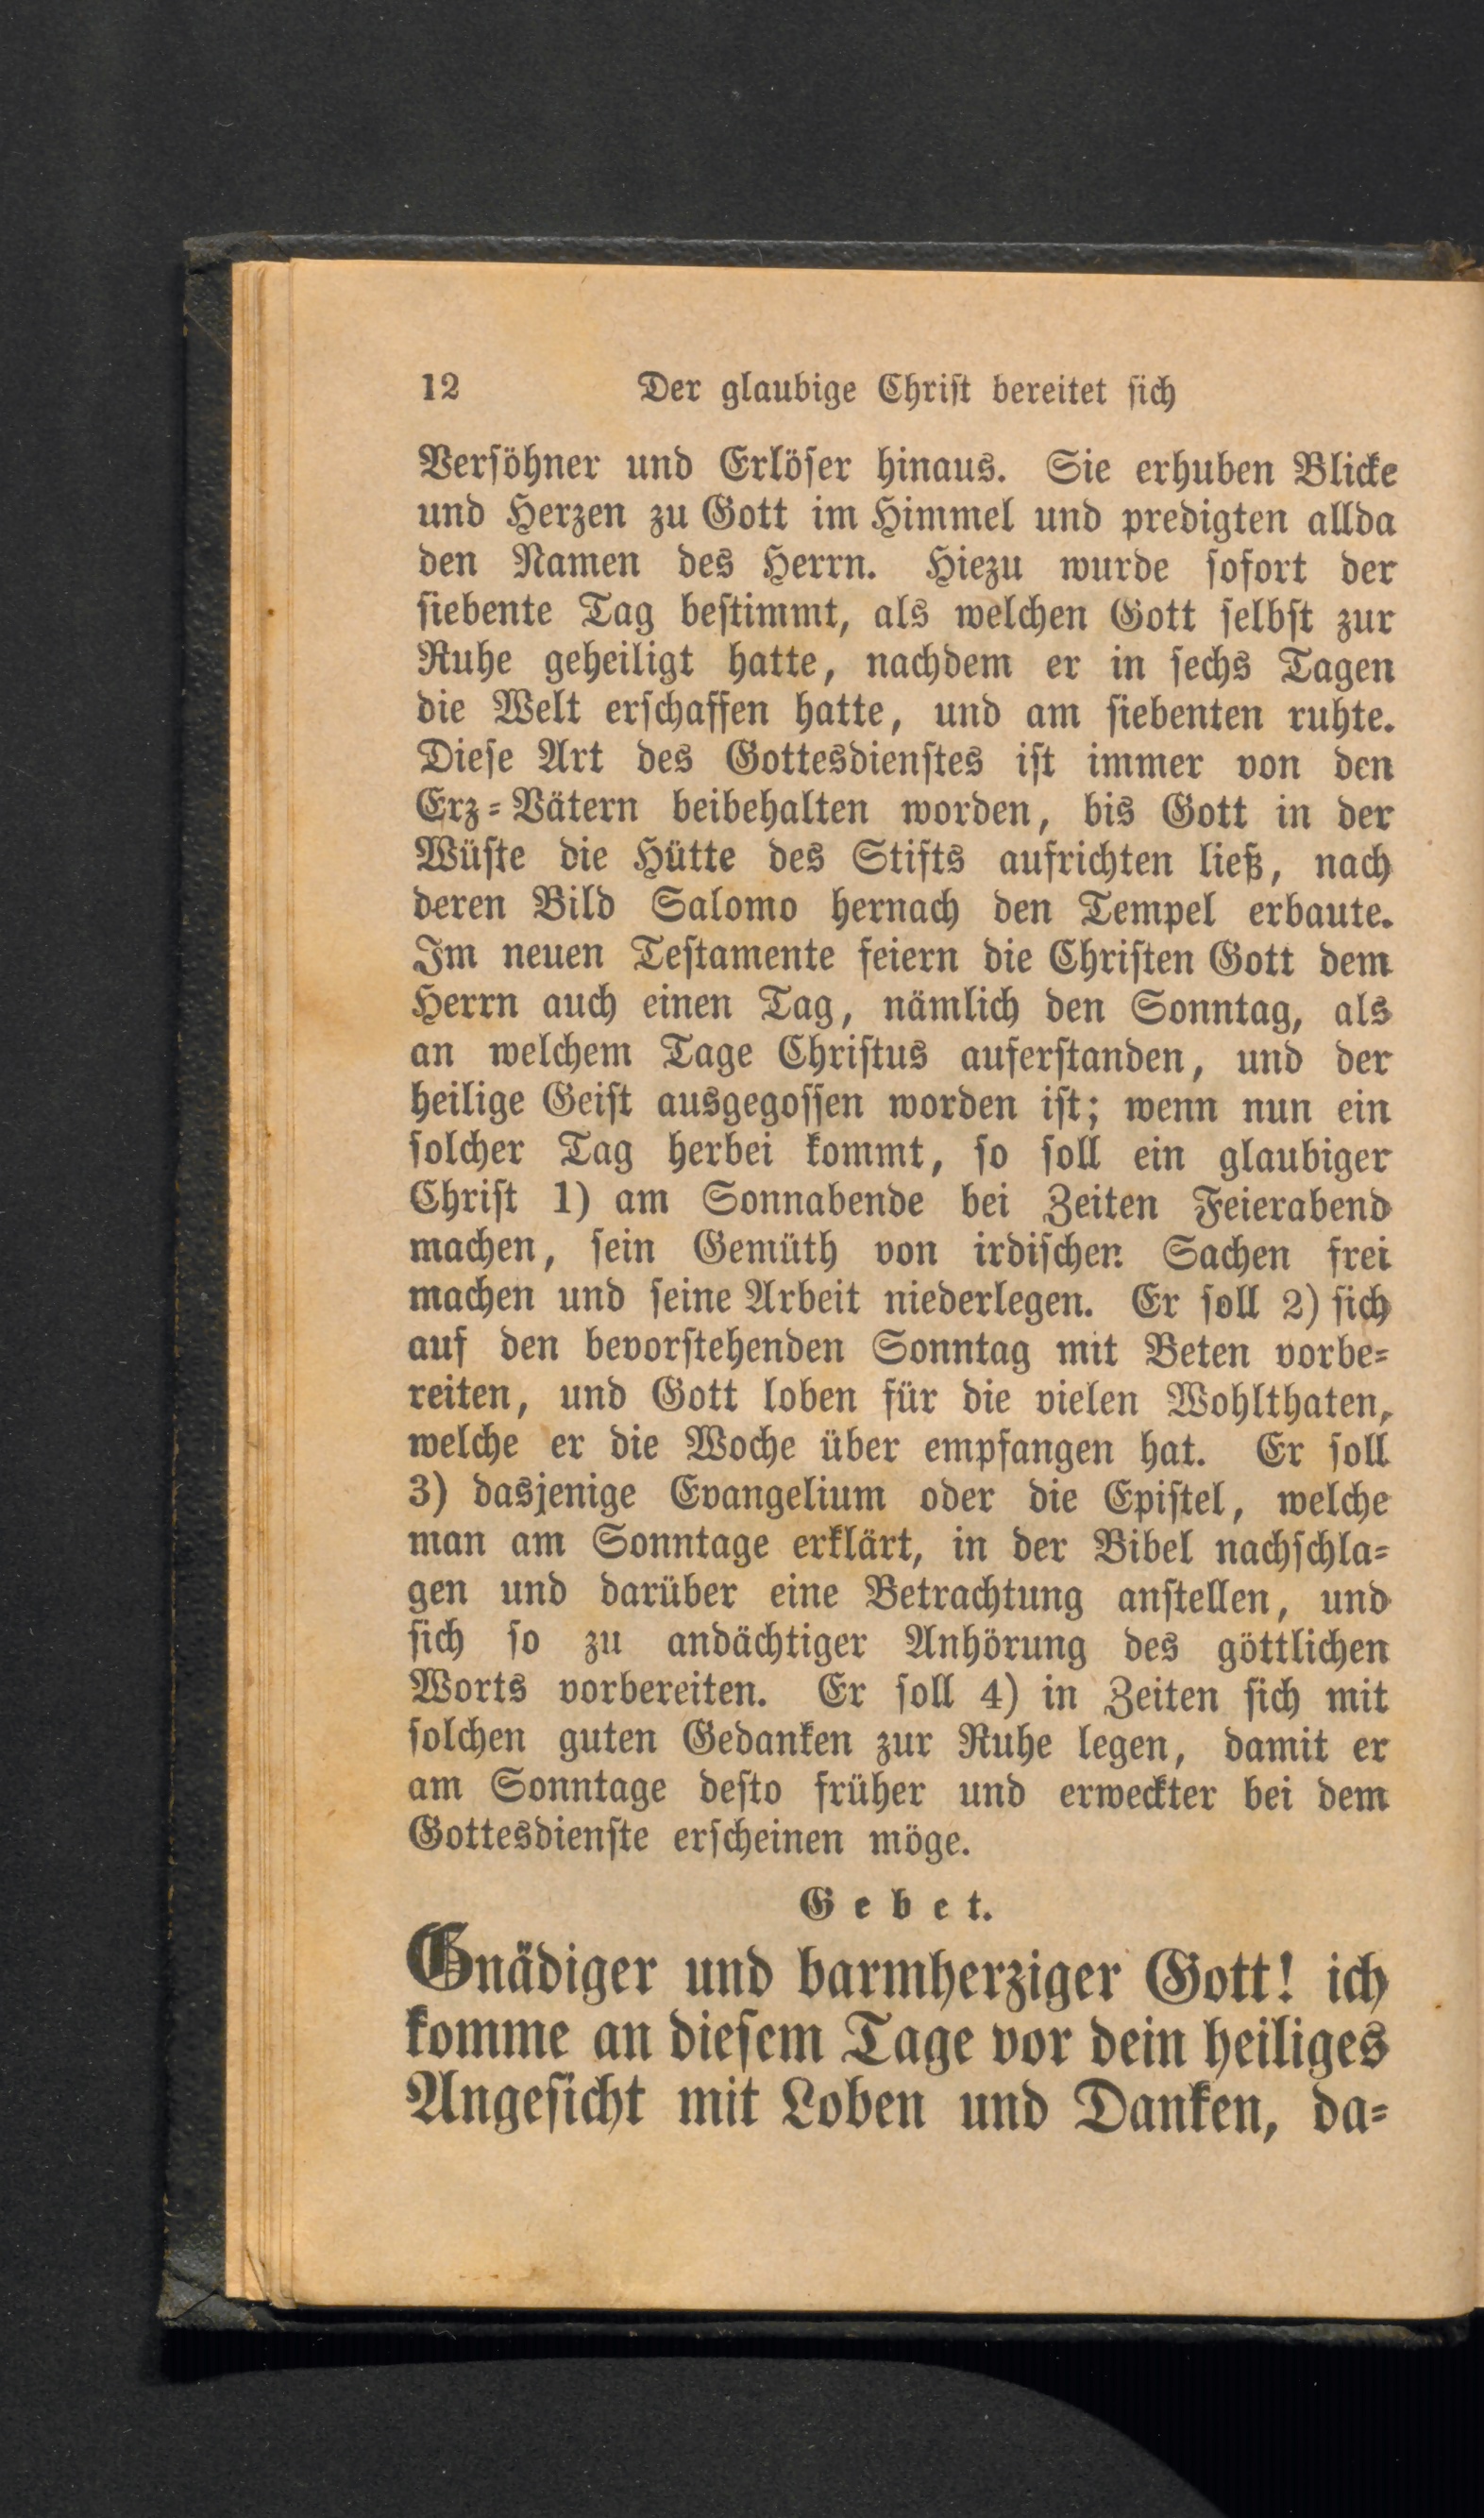 12 Der glaubige Chriſt bereitet ſich
Verſöhner und Erlöſer hinaus. Sie erhuben Blicke
und Herzen zu Gott im Himmel und predigten allda
den Namen des Herrn. Hiezu wurde ſofort der
ſiebente Tag beſtimmt, als welchen Gott ſelbſt zur
Ruhe geheiligt hatte, nachdem er in ſechs Tagen
die Welt erſchaffen hatte, und am ſiebenten ruhte.
Dieſe Art des Gottesdienſtes iſt immer von den
Erz-Vätern beibehalten worden, bis Gott in der
Wüſte die Hütte des Stifts aufrichten ließ, nach
deren Bild Salomo hernach den Tempel erbaute.
Im neuen Teſtamente feiern die Chriſten Gott dem
Herrn auch einen Tag, nämlich den Sonntag, als
an welchem Tage Chriſtus auferſtanden, und der
heilige Geiſt ausgegoſſen worden iſt; wenn nun ein
ſolcher Tag herbei kommt, ſo ſoll ein glaubiger
Chriſt 1) am Sonnabende bei Zeiten Feierabend
machen, ſein Gemüth von irdiſchen Sachen frei
machen und ſeine Arbeit niederlegen. Er ſoll 2) ſich
auf den bevorſtehenden Sonntag mit Beten vorbe-
reiten, und Gott loben für die vielen Wohlthaten,
welche er die Woche über empfangen hat. Er ſoll
3) dasjenige Evangelium oder die Epiſtel, welche
man am Sonntage erklärt, in der Bibel nachſchla-
gen und darüber eine Betrachtung anſtellen, und
ſich ſo zu andächtiger Anhörung des göttlichen
Worts vorbereiten. Er ſoll 4) in Zeiten ſich mit
ſolchen guten Gedanken zur Ruhe legen, damit er
am Sonntage deſto früher und erweckter bei dem
Gottesdienſte erſcheinen möge.
Gebet.
Gnädiger und barmherziger Gott! ich
komme an dieſem Tage vor dein heiliges
Angeſicht mit Loben und Danken, da-